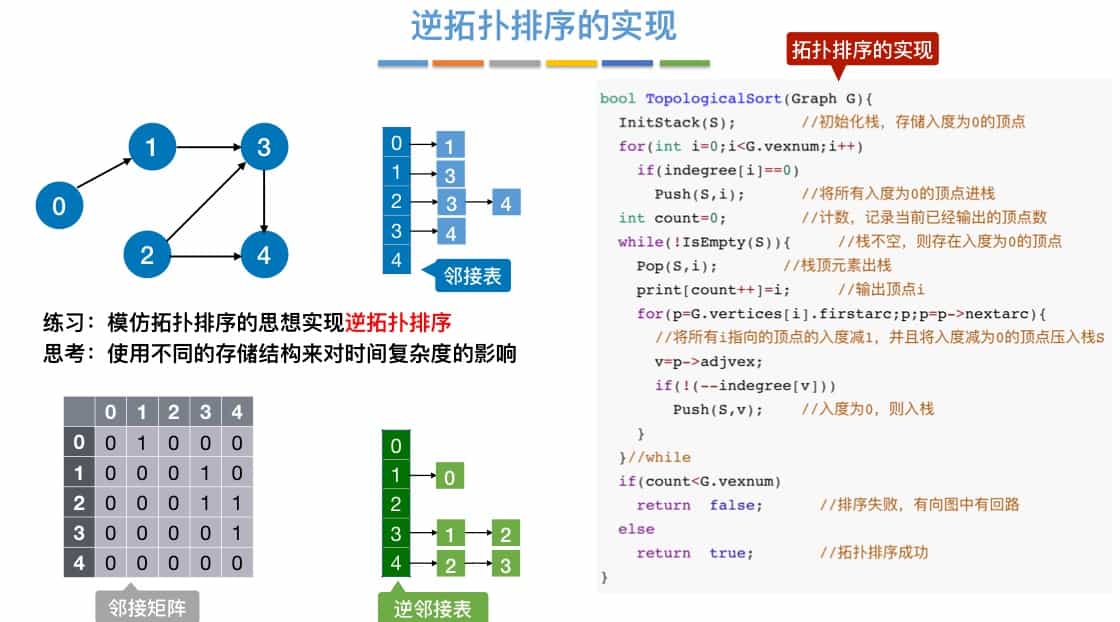 逆拓扑排序的实现
拓扑排序的实现
0
1
2
3
4
0 1
1 3
2 3 4
3 4
4
邻接表
练习：模仿拓扑排序的思想实现逆拓扑排序
思考：使用不同的存储结构来对时间复杂度的影响
0 1 2 3 4
0 0 1 0 0 0
1 0 0 0 1 0
2 0 0 0 1 1
3 0 0 0 0 1
4 0 0 0 0 0
邻接矩阵
0
1 0
2
3 1 2
4 2 3
逆邻接表
bool TopologicalSort(Graph G){
InitStack(S); //初始化栈，存储入度为0的顶点
for(int i=0;i<G.vexnum;i++)
if(indegree[i]==0)
Push(S,i); //将所有入度为0的顶点进栈
int count=0; //计数，记录当前已经输出的顶点数
while(!IsEmpty(S)){ //栈不空，则存在入度为0的顶点
Pop(S,i); //栈顶元素出栈
print[count++]=i; //输出顶点i
for(p=G.vertices[i].firstarc;p;p=p->nextarc){
//将所有i指向的顶点的入度减1，并且将入度减为0的顶点压入栈S
v=p->adjvex;
if(!(--indegree[v]))
Push(S,v); //入度为0，则入栈
}
}//while
if(count<G.vexnum)
return false; //排序失败，有向图中有回路
else
return true; //拓扑排序成功
}